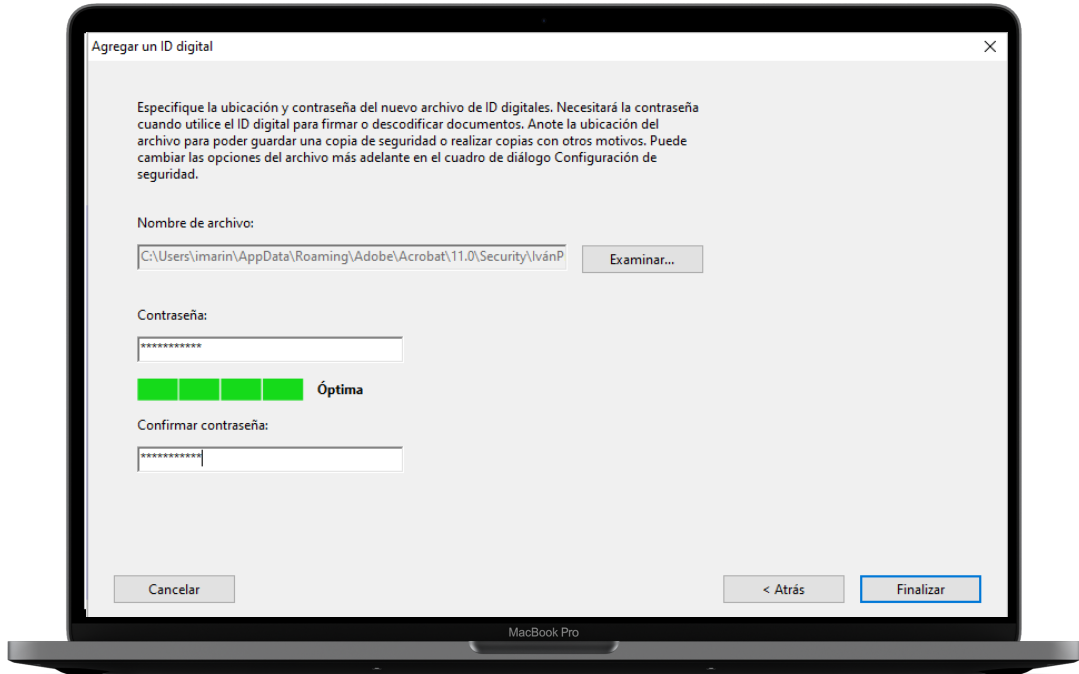 Agregar un ID digital
Especifique la ubicación y contraseña del nuevo archivo de ID digitales. Necesitará la contraseña
cuando utilice el ID digital para firmar o descodificar documentos. Anote la ubicación del
archivo para poder guardar una copia de seguridad o realizar copias con otros motivos. Puede
cambiar las opciones del archivo más adelante en el cuadro de diálogo Configuración de
seguridad.
Nombre de archivo:
C:\Users\imarin\AppData\Roaming\Adobe\Acrobat\11.0\Security\IvánP
Examinar...
Contraseña:
***********
Óptima
Confirmar contraseña:
***********
Cancelar
< Atrás
Finalizar
MacBook Pro